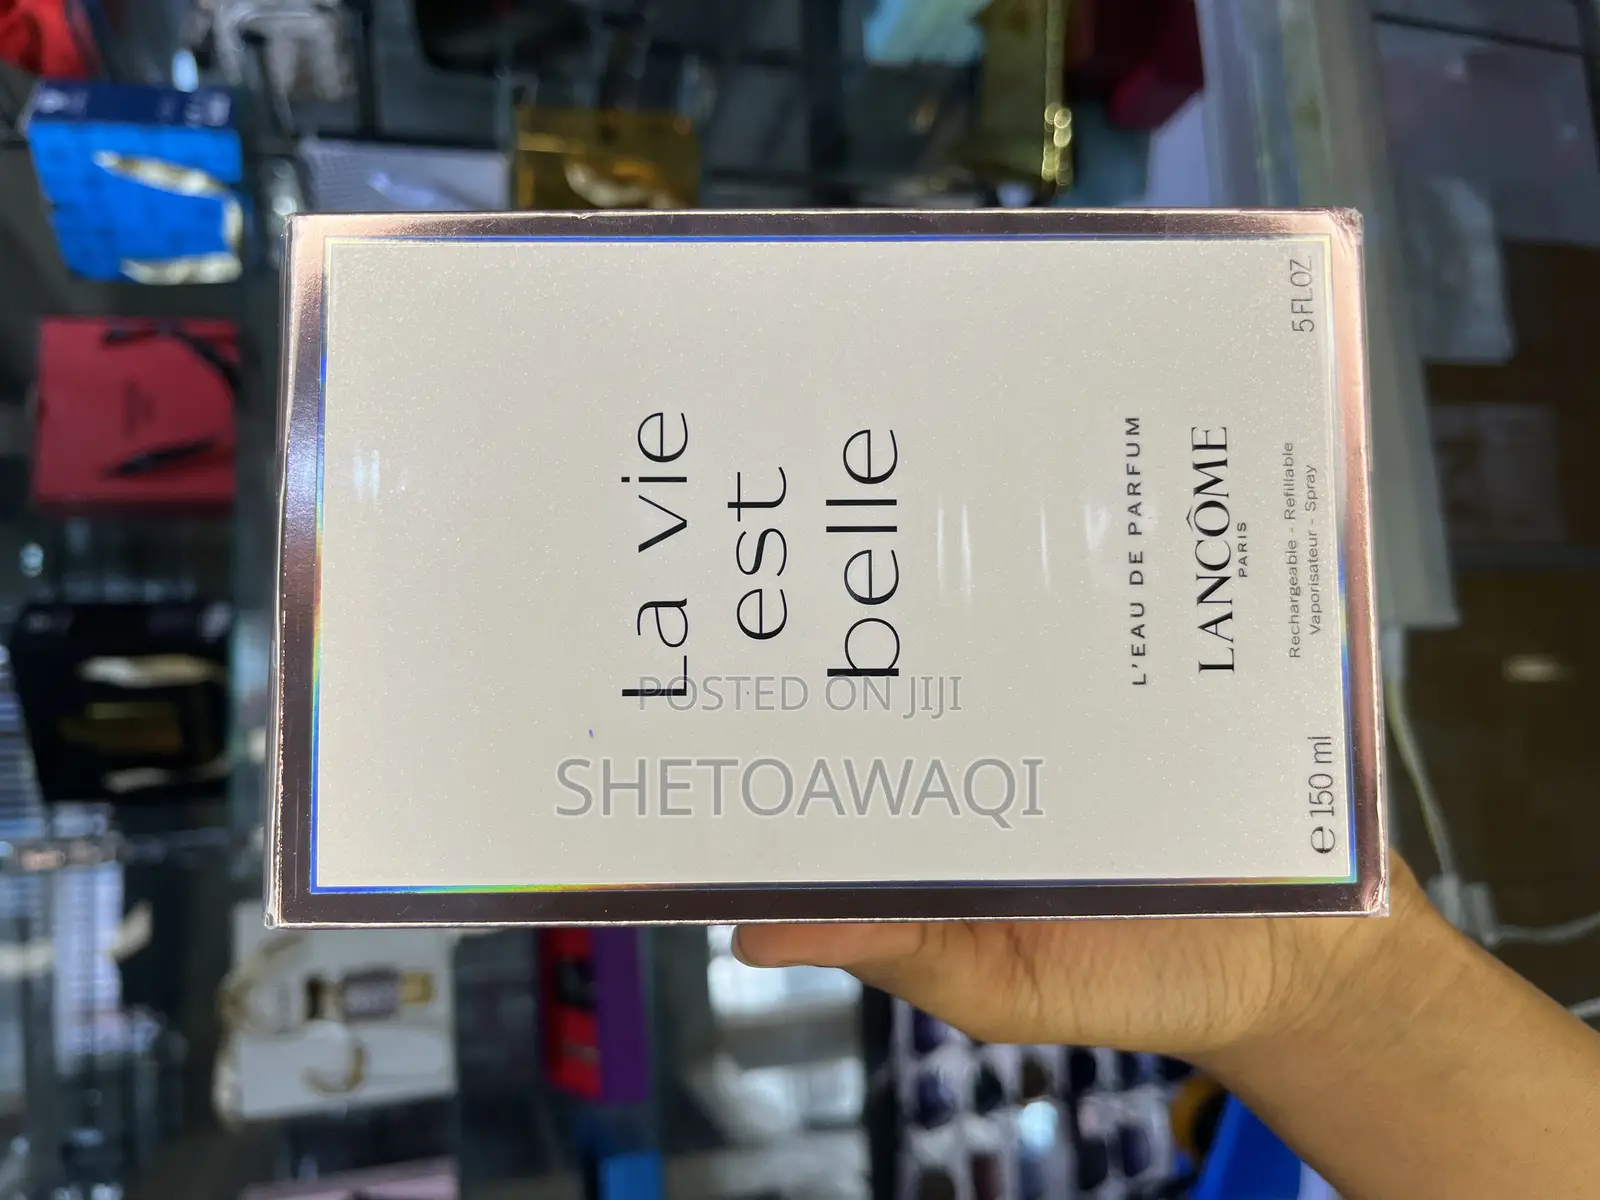 La vie
est
belle
L'EAU DE PARFUM
LANCÔME
PARIS
Rechargeable - Refillable
Vaporisateur - Spray
e 150 ml
5 FL.OZ
POSTED ON JIJI
SHETOAWAQI